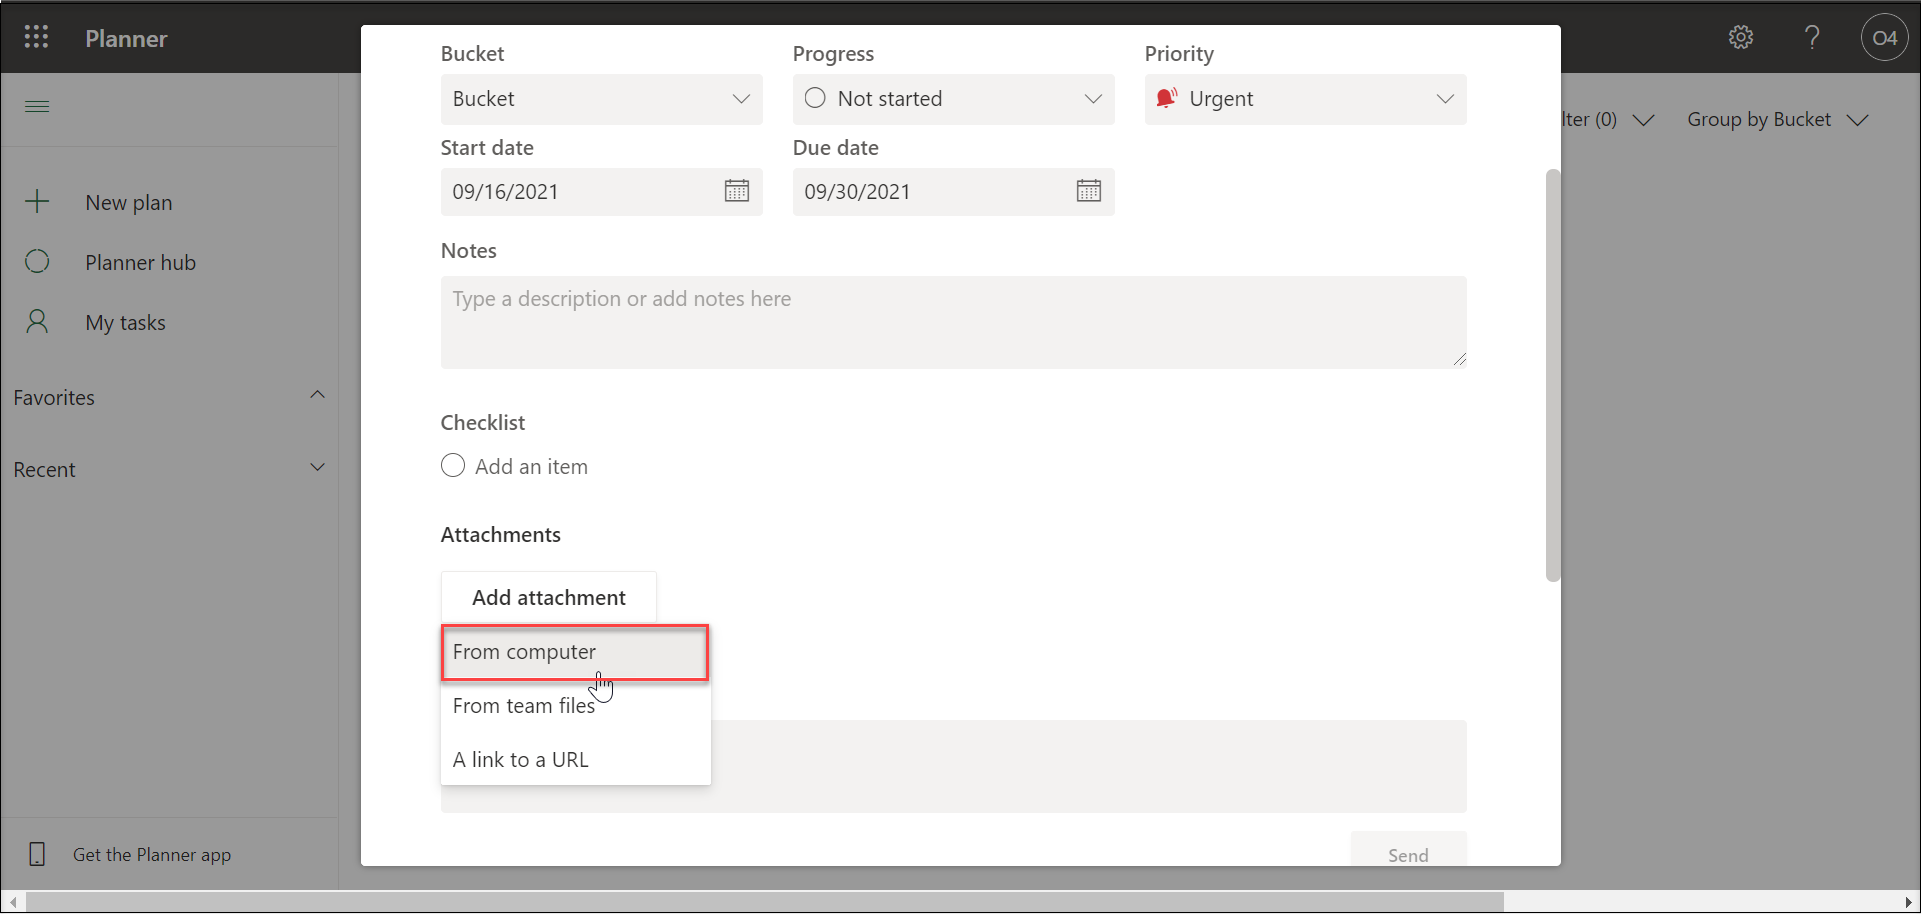 Planner
O4
Bucket
Progress
Priority
Bucket
Not started
Urgent
lter (0)
Group by Bucket
Start date
Due date
09/16/2021
09/30/2021
New plan
Planner hub
My tasks
Favorites
Recent
Get the Planner app
Notes
Type a description or add notes here
Checklist
Add an item
Attachments
Add attachment
From computer
From team files
A link to a URL
Send